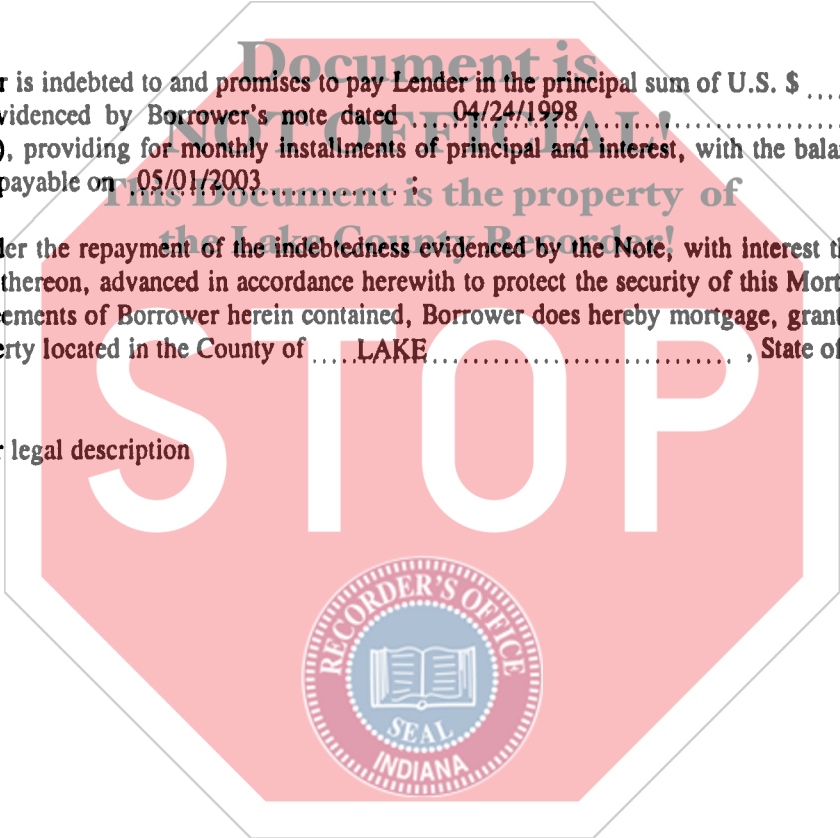 Document is
r is indebted to and promises to pay Lender in the principal sum of U.S. $ ....
videnced by Borrower's note dated ....04/24/1998....
NOT OFFICIAL!
), providing for monthly installments of principal and interest, with the bala
payable on ..05/01/2003.... ;
This Document is the property of
the Lake County Recorder!
der the repayment of the indebtedness evidenced by the Note, with interest th
thereon, advanced in accordance herewith to protect the security of this Mort
ements of Borrower herein contained, Borrower does hereby mortgage, grant
erty located in the County of ....LAKE.... , State of
STOP
r legal description
RECORDER'S OFFICE
SEAL
INDIANA